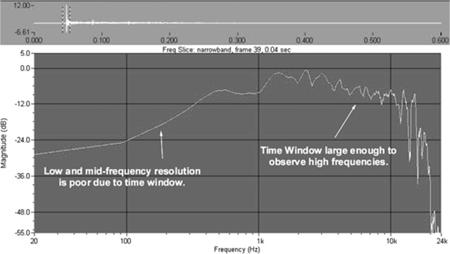 12.00
-6.61
0.000 0.100 0.200 0.300 0.400 0.500 0.600
Freq Slice: narrowband, frame 39, 0.04 sec
Magnitude (dB)
5.0
0.0
-12.0
-24.0
-36.0
-48.0
-55.0
Low and mid-frequency resolution
is poor due to time window.
Time Window large enough to
observe high frequencies.
20 100 1k 10k 24k
Frequency (Hz)